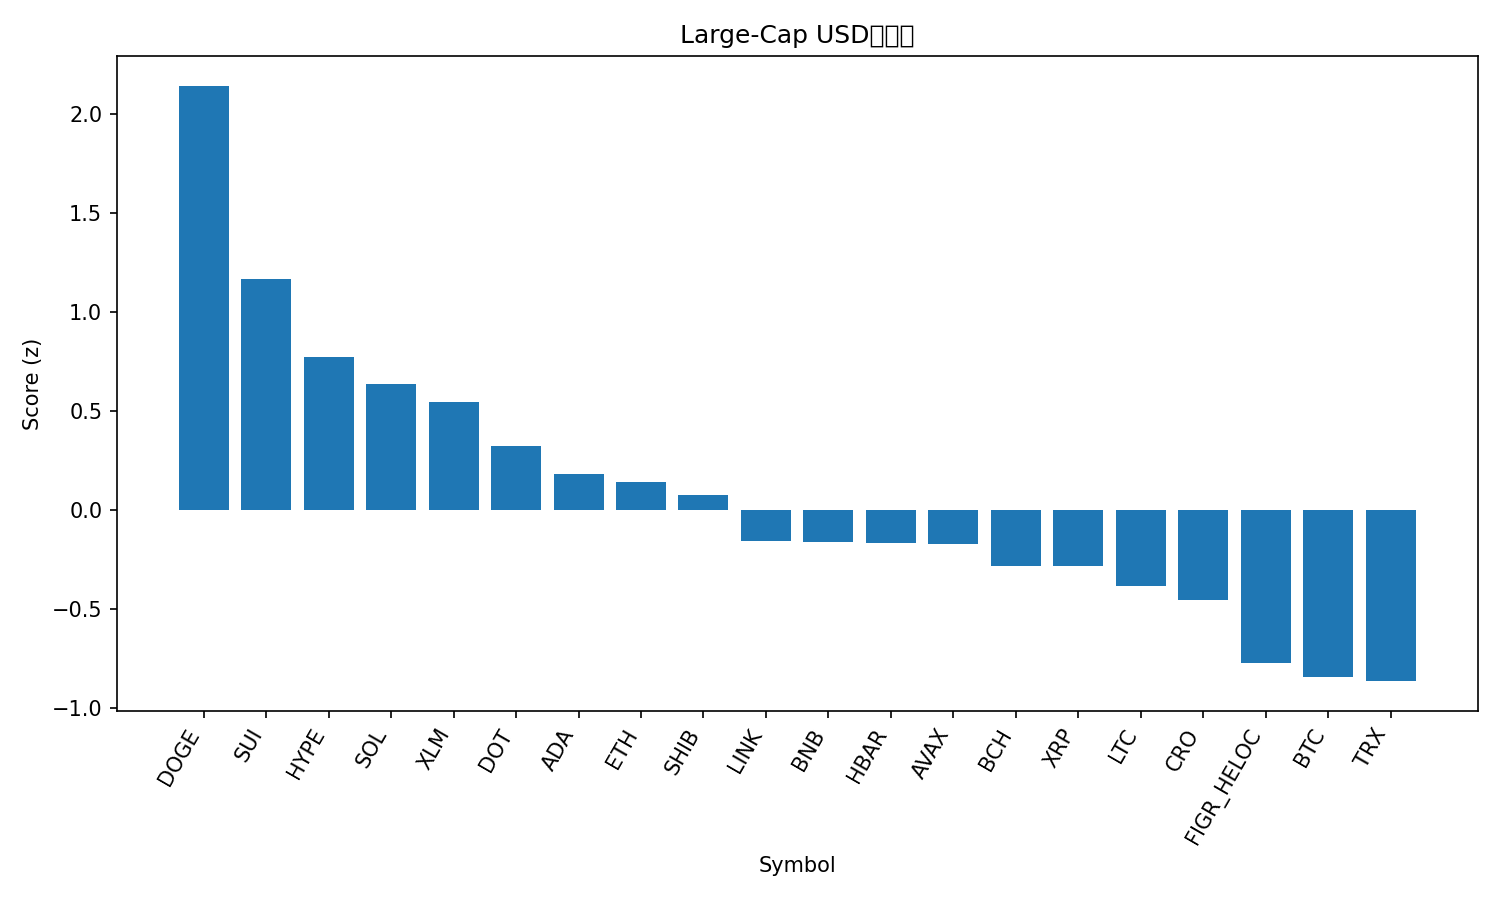 Large-Cap USD
2.0
1.5
1.0
0.5
0.0
−0.5
−1.0
Score (z)
DOGE
SUI
HYPE
SOL
XLM
DOT
ADA
ETH
SHIB
LINK
BNB
HBAR
AVAX
BCH
XRP
LTC
CRO
FIGR_HELOC
BTC
TRX
Symbol